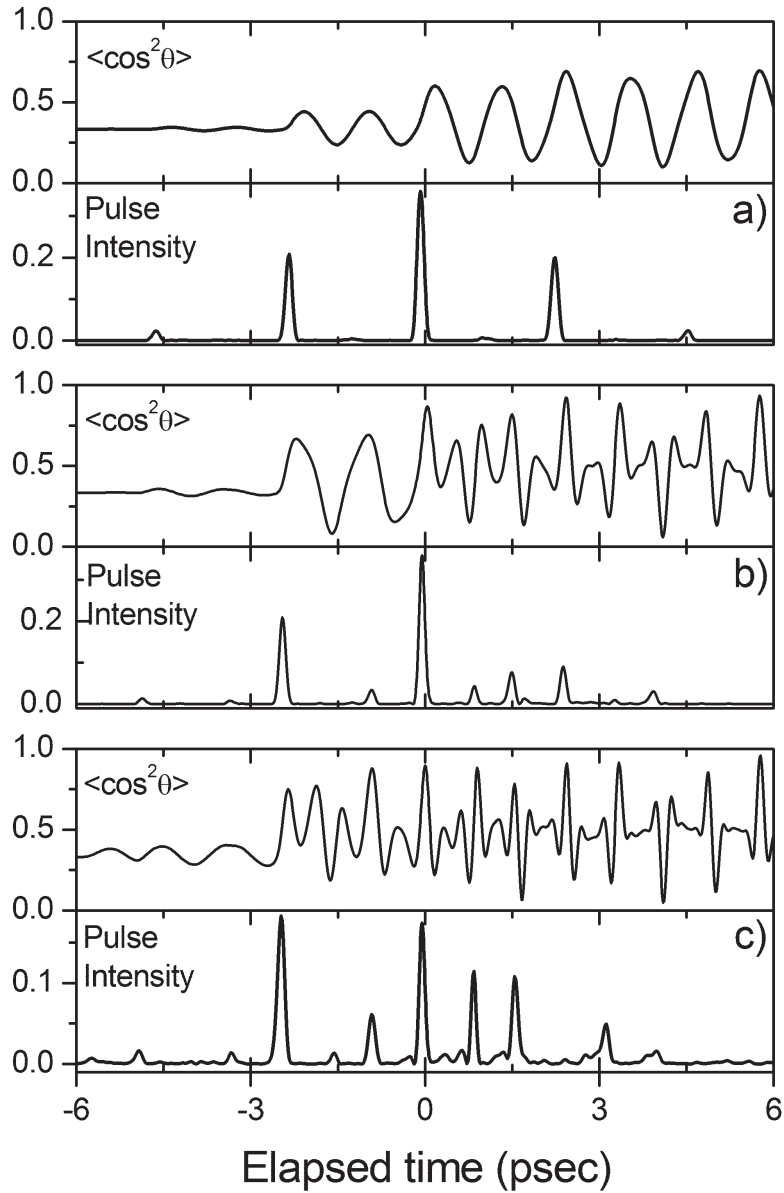 1.0
<cos²θ>
0.5
0.0
Pulse
Intensity
a)
0.2
0.0
1.0
<cos²θ>
0.5
0.0
Pulse
Intensity
b)
0.2
0.0
1.0
<cos²θ>
0.5
0.0
Pulse
Intensity
c)
0.1
0.0
-6 -3 0 3 6
Elapsed time (psec)